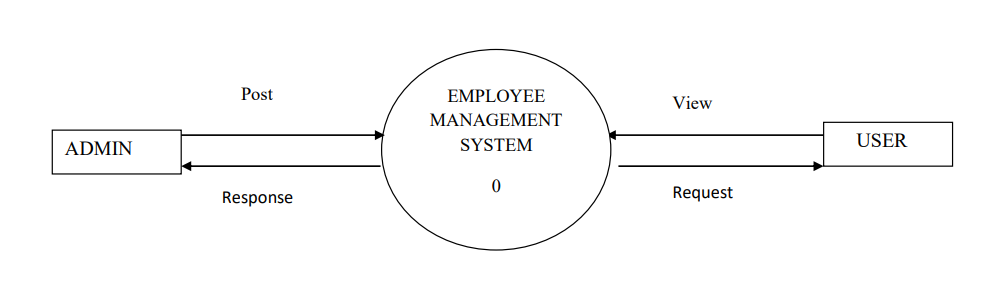 Post
EMPLOYEE
MANAGEMENT
SYSTEM
0
View
ADMIN
USER
Response
Request